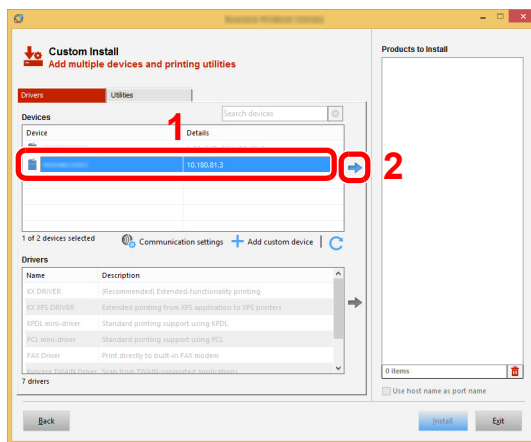 Custom Install
Add multiple devices and printing utilities
Products to Install
Drivers
Utilities
Devices
Search devices
1
Device
Details
10.180.81.3
2
1 of 2 devices selected
Communication settings
Add custom device
Drivers
Name
Description
KX DRIVER
(Recommended) Extended-functionality printing
KX XPS DRIVER
Extended printing from XPS application to XPS printers
KPDL mini-driver
Standard printing support using KPDL
PCL mini-driver
Standard printing support using PCL
FAX Driver
Print directly to built-in FAX modem
Kyocera TWAIN Driver
Scan from TWAIN-supported applications
7 drivers
0 items
Use host name as port name
Back
Install
Exit